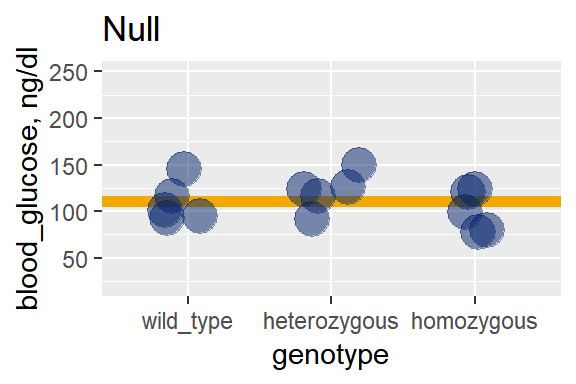 Null
blood_glucose, ng/dl
250
200
150
100
50
wild_type heterozygous homozygous
genotype